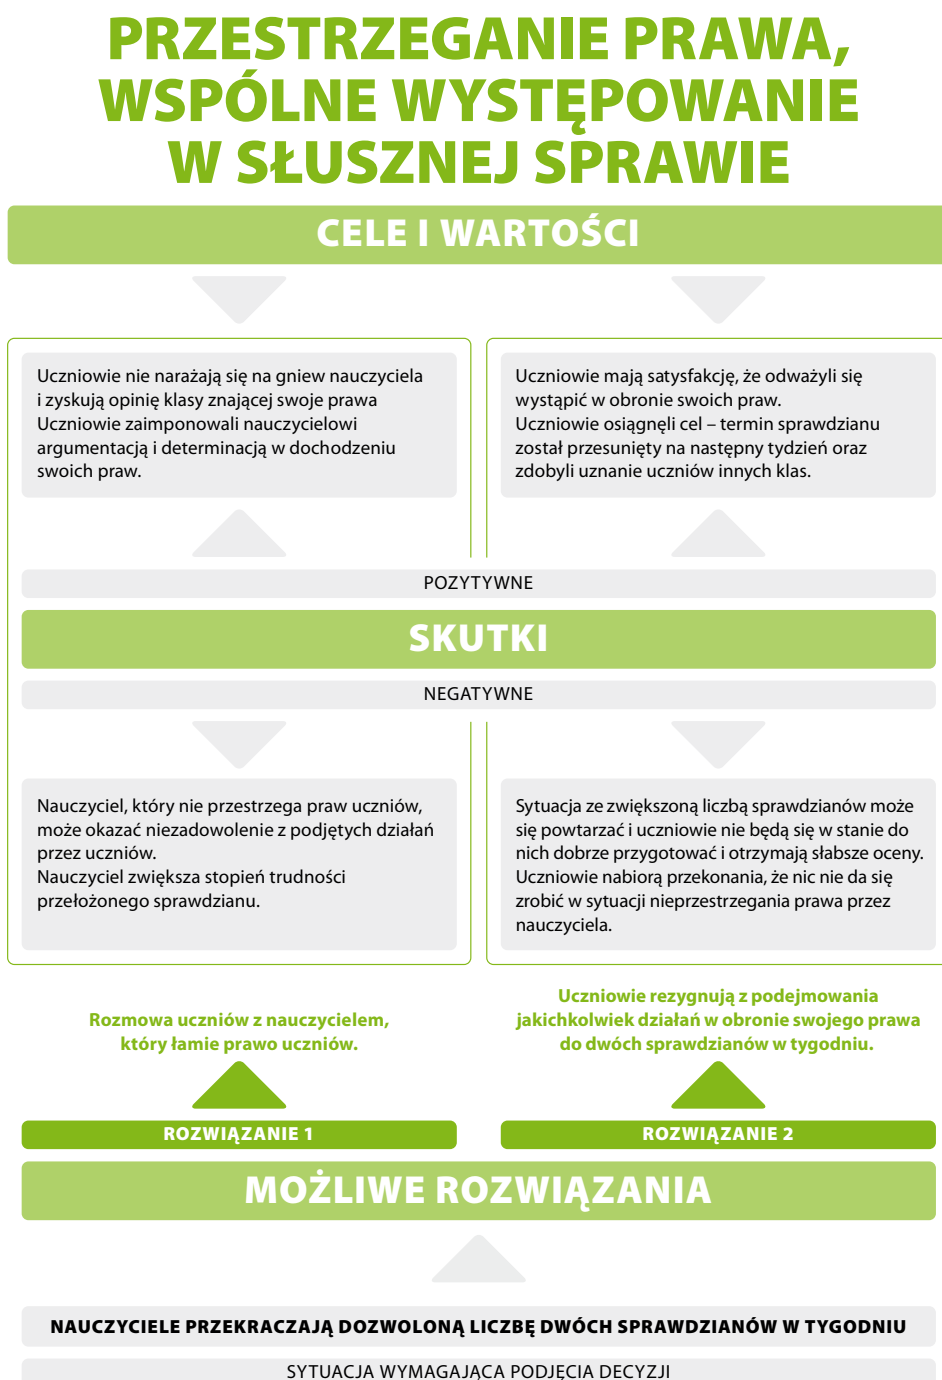 PRZESTRZEGANIE PRAWA,
WSPÓLNE WYSTĘPOWANIE
W SŁUSZNEJ SPRAWIE
CELE I WARTOŚCI
Uczniowie nie narażają się na gniew nauczyciela
i zyskują opinię klasy znającej swoje prawa
Uczniowie zaimponowali nauczycielowi
argumentacją i determinacją w dochodzeniu
swoich praw.
Uczniowie mają satysfakcję, że odważyli się
wystąpić w obronie swoich praw.
Uczniowie osiągnęli cel – termin sprawdzianu
został przesunięty na następny tydzień oraz
zdobyli uznanie uczniów innych klas.
POZYTYWNE
SKUTKI
NEGATYWNE
Nauczyciel, który nie przestrzega praw uczniów,
może okazać niezadowolenie z podjętych działań
przez uczniów.
Nauczyciel zwiększa stopień trudności
przełożonego sprawdzianu.
Sytuacja ze zwiększoną liczbą sprawdzianów może
się powtarzać i uczniowie nie będą się w stanie do
nich dobrze przygotować i otrzymają słabsze oceny.
Uczniowie nabiorą przekonania, że nic nie da się
zrobić w sytuacji nieprzestrzegania prawa przez
nauczyciela.
Rozmowa uczniów z nauczycielem,
który łamie prawo uczniów.
Uczniowie rezygnują z podejmowania
jakichkolwiek działań w obronie swojego prawa
do dwóch sprawdzianów w tygodniu.
ROZWIĄZANIE 1
ROZWIĄZANIE 2
MOŻLIWE ROZWIĄZANIA
NAUCZYCIELE PRZEKRACZAJĄ DOZWOLONĄ LICZBĘ DWÓCH SPRAWDZIANÓW W TYGODNIU
SYTUACJA WYMAGAJĄCA PODJĘCIA DECYZJI